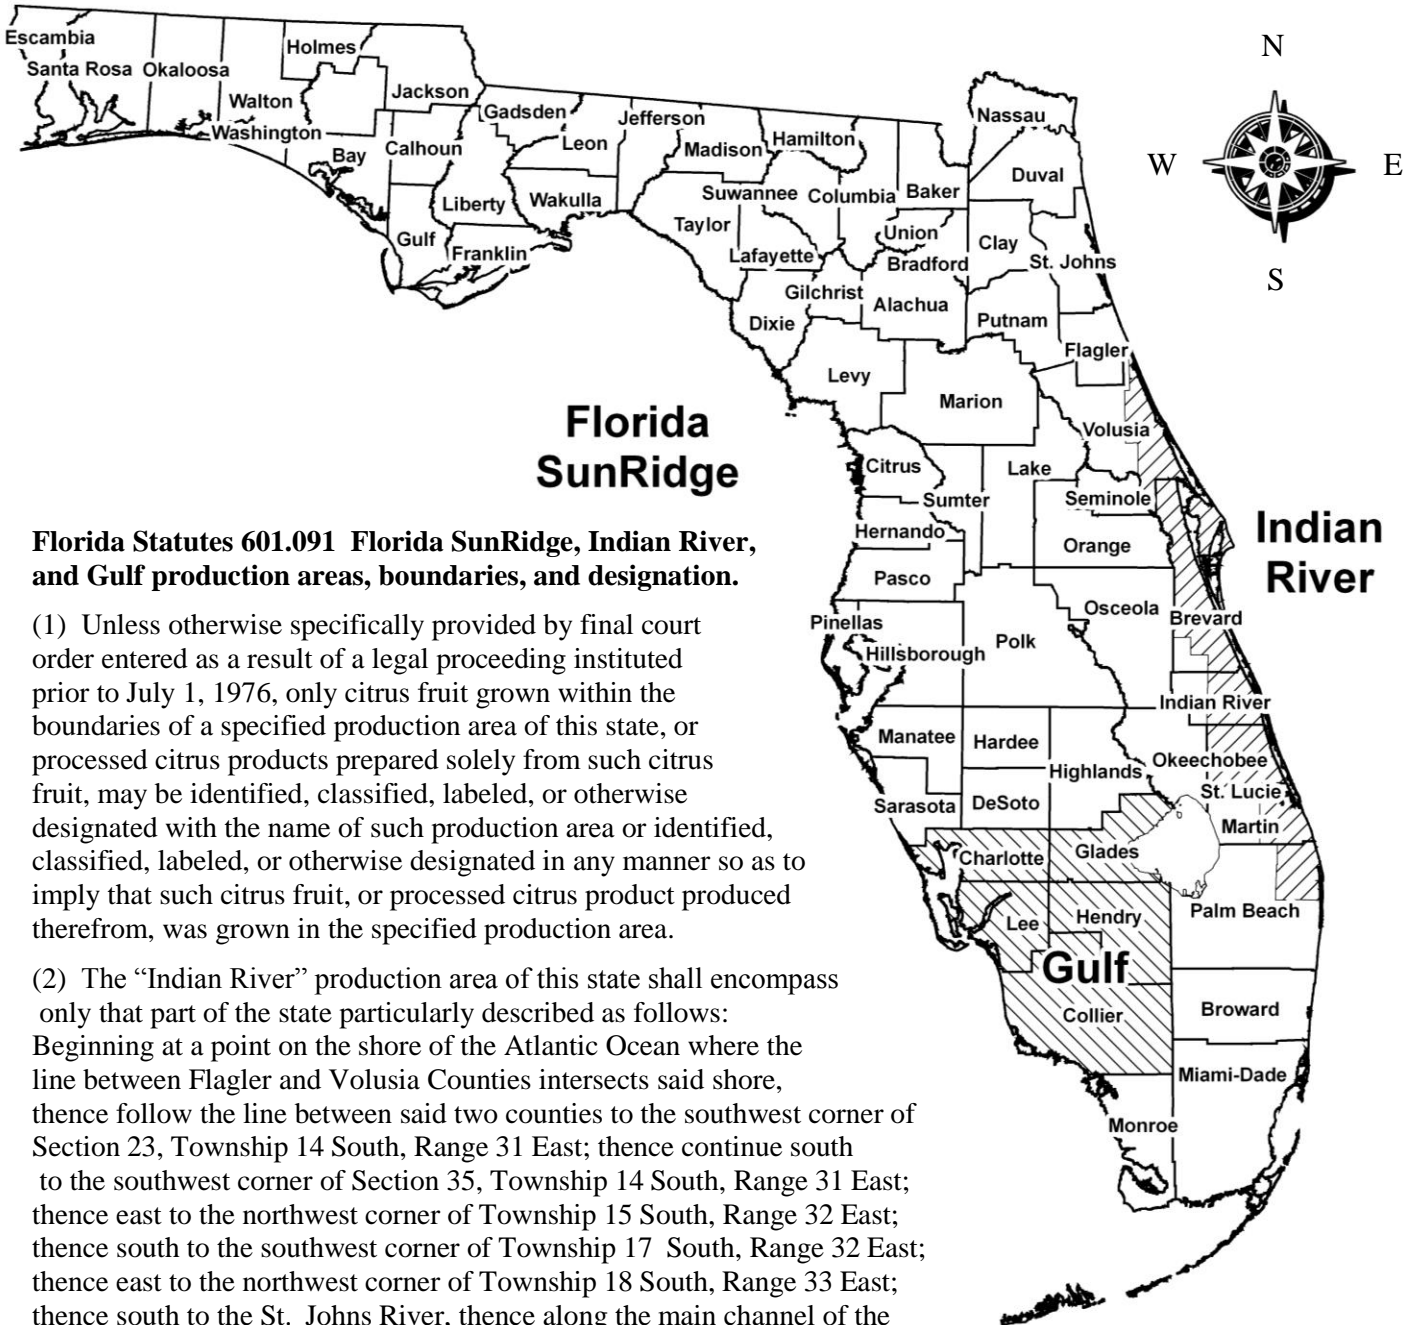 N
W
E
S
Escambia
Santa Rosa
Okaloosa
Holmes
Walton
Washington
Jackson
Bay
Calhoun
Gulf
Gadsden
Liberty
Franklin
Leon
Wakulla
Jefferson
Madison
Taylor
Hamilton
Suwannee
Lafayette
Dixie
Columbia
Gilchrist
Baker
Union
Bradford
Alachua
Levy
Nassau
Duval
Clay
St. Johns
Putnam
Flagler
Marion
Volusia
Citrus
Sumter
Lake
Seminole
Hernando
Orange
Pasco
Osceola
Brevard
Pinellas
Hillsborough
Polk
Indian River
Manatee
Hardee
Highlands
Okeechobee
St. Lucie
Sarasota
DeSoto
Martin
Charlotte
Glades
Lee
Hendry
Palm Beach
Collier
Broward
Miami-Dade
Monroe
Florida
SunRidge
Indian
River
Gulf
Florida Statutes 601.091  Florida SunRidge, Indian River,
and Gulf production areas, boundaries, and designation.
(1)  Unless otherwise specifically provided by final court
order entered as a result of a legal proceeding instituted
prior to July 1, 1976, only citrus fruit grown within the
boundaries of a specified production area of this state, or
processed citrus products prepared solely from such citrus
fruit, may be identified, classified, labeled, or otherwise
designated with the name of such production area or identified,
classified, labeled, or otherwise designated in any manner so as to
imply that such citrus fruit, or processed citrus product produced
therefrom, was grown in the specified production area.
(2)  The “Indian River” production area of this state shall encompass
only that part of the state particularly described as follows:
Beginning at a point on the shore of the Atlantic Ocean where the
line between Flagler and Volusia Counties intersects said shore,
thence follow the line between said two counties to the southwest corner of
Section 23, Township 14 South, Range 31 East; thence continue south
to the southwest corner of Section 35, Township 14 South, Range 31 East;
thence east to the northwest corner of Township 15 South, Range 32 East;
thence south to the southwest corner of Township 17  South, Range 32 East;
thence east to the northwest corner of Township 18 South, Range 33 East;
thence south to the St.  Johns River, thence along the main channel of the